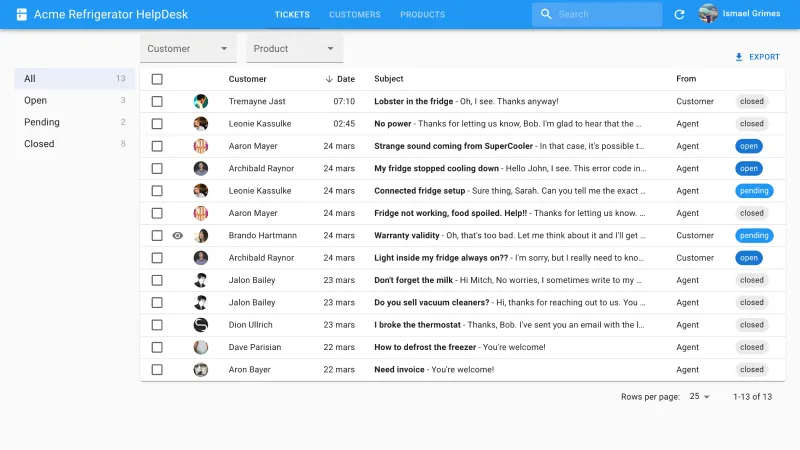 Acme Refrigerator HelpDesk TICKETS CUSTOMERS PRODUCTS Search Ismael Grimes
Customer Product EXPORT
All 13
Open 3
Pending 2
Closed 8
Customer Date Subject From
Tremayne Jast 07:10 Lobster in the fridge - Oh, I see. Thanks anyway! Customer closed
Leonie Kassulke 02:45 No power - Thanks for letting us know, Bob. I'm glad to hear that the ... Agent closed
Aaron Mayer 24 mars Strange sound coming from SuperCooler - In that case, it's possible t... Agent open
Archibald Raynor 24 mars My fridge stopped cooling down - Hello John, I see. This error code in... Agent open
Leonie Kassulke 24 mars Connected fridge setup - Sure thing, Sarah. Can you tell me the exact ... Agent pending
Aaron Mayer 24 mars Fridge not working, food spoiled. Help!! - Thanks for letting us know. ... Agent closed
Brando Hartmann 24 mars Warranty validity - Oh, that's too bad. Let me think about it and I'll get ... Customer pending
Archibald Raynor 24 mars Light inside my fridge always on?? - I'm sorry, but I really need to kno... Customer open
Jalon Bailey 23 mars Don't forget the milk - Hi Mitch, No worries, I sometimes write to my ... Agent closed
Jalon Bailey 23 mars Do you sell vacuum cleaners? - Hi, thanks for reaching out to us. You ... Agent closed
Dion Ullrich 23 mars I broke the thermostat - Thanks, Bob. I've sent you an email with the l... Agent closed
Dave Parisian 22 mars How to defrost the freezer - You're welcome! Agent closed
Aron Bayer 22 mars Need invoice - You're welcome! Agent closed
Rows per page: 25 1-13 of 13